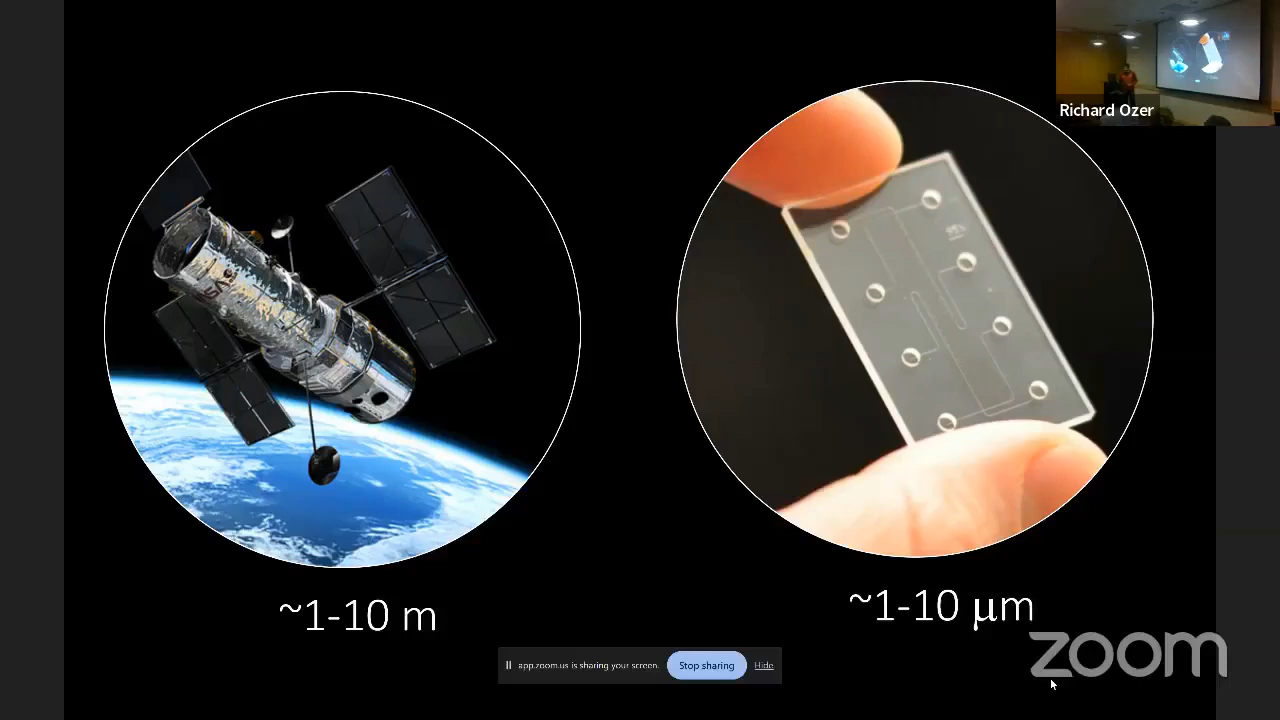 Richard Ozer
~1-10 m
~1-10 μm
app.zoom.us is sharing your screen.
Stop sharing
Hide
zoom